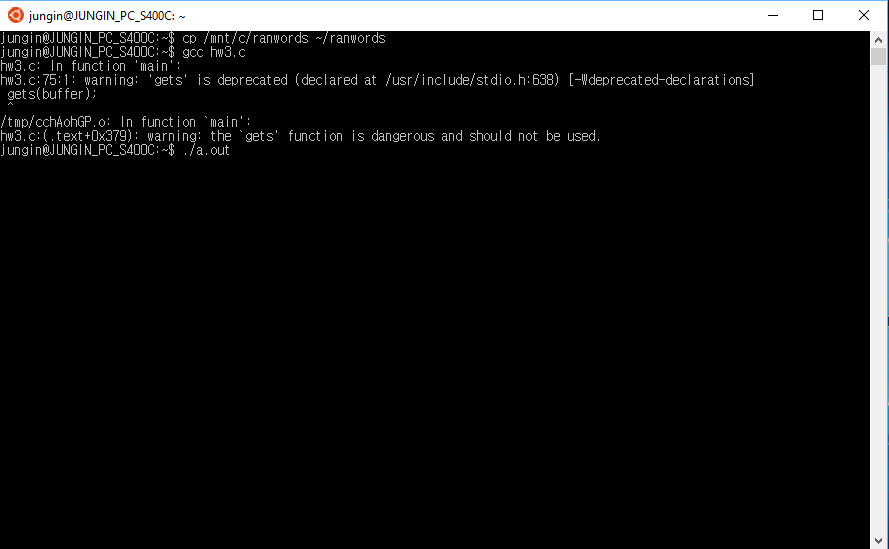 jungin@JUNGIN_PC_S400C: ~
jungin@JUNGIN_PC_S400C:~$ cp /mnt/c/ranwords ~/ranwords
jungin@JUNGIN_PC_S400C:~$ gcc hw3.c
hw3.c: In function 'main':
hw3.c:75:1: warning: 'gets' is deprecated (declared at /usr/include/stdio.h:638) [-Wdeprecated-declarations]
 gets(buffer);
 ^
/tmp/cchAohGP.o: In function `main':
hw3.c:(.text+0x379): warning: the `gets' function is dangerous and should not be used.
jungin@JUNGIN_PC_S400C:~$ ./a.out